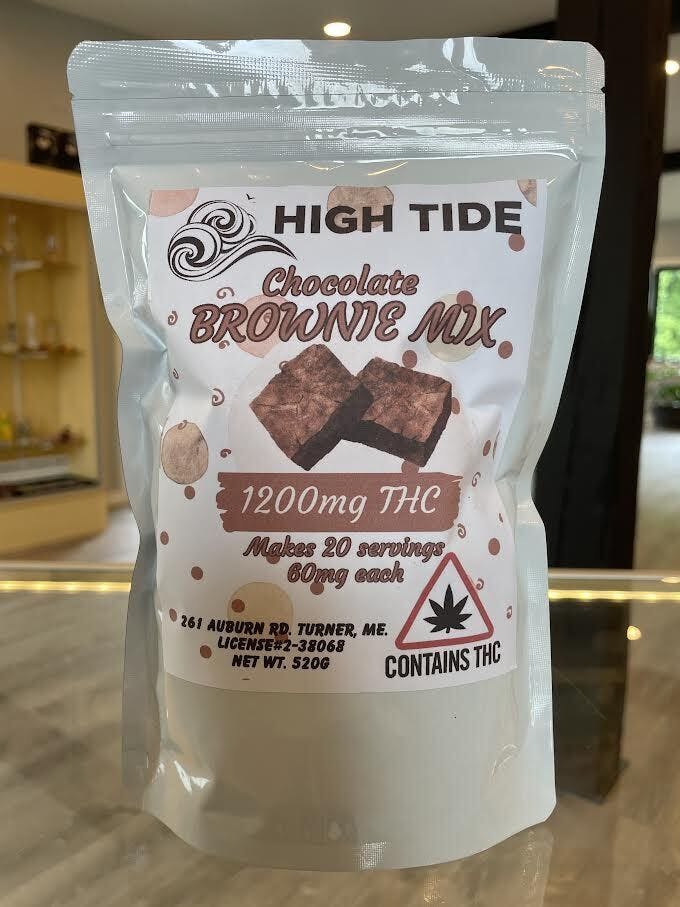 HIGH TIDE
Chocolate
BROWNIE MIX
1200mg THC
Makes 20 servings
60mg each
261 AUBURN RD. TURNER, ME.
LICENSE#2-38068
NET WT. 520G
CONTAINS THC